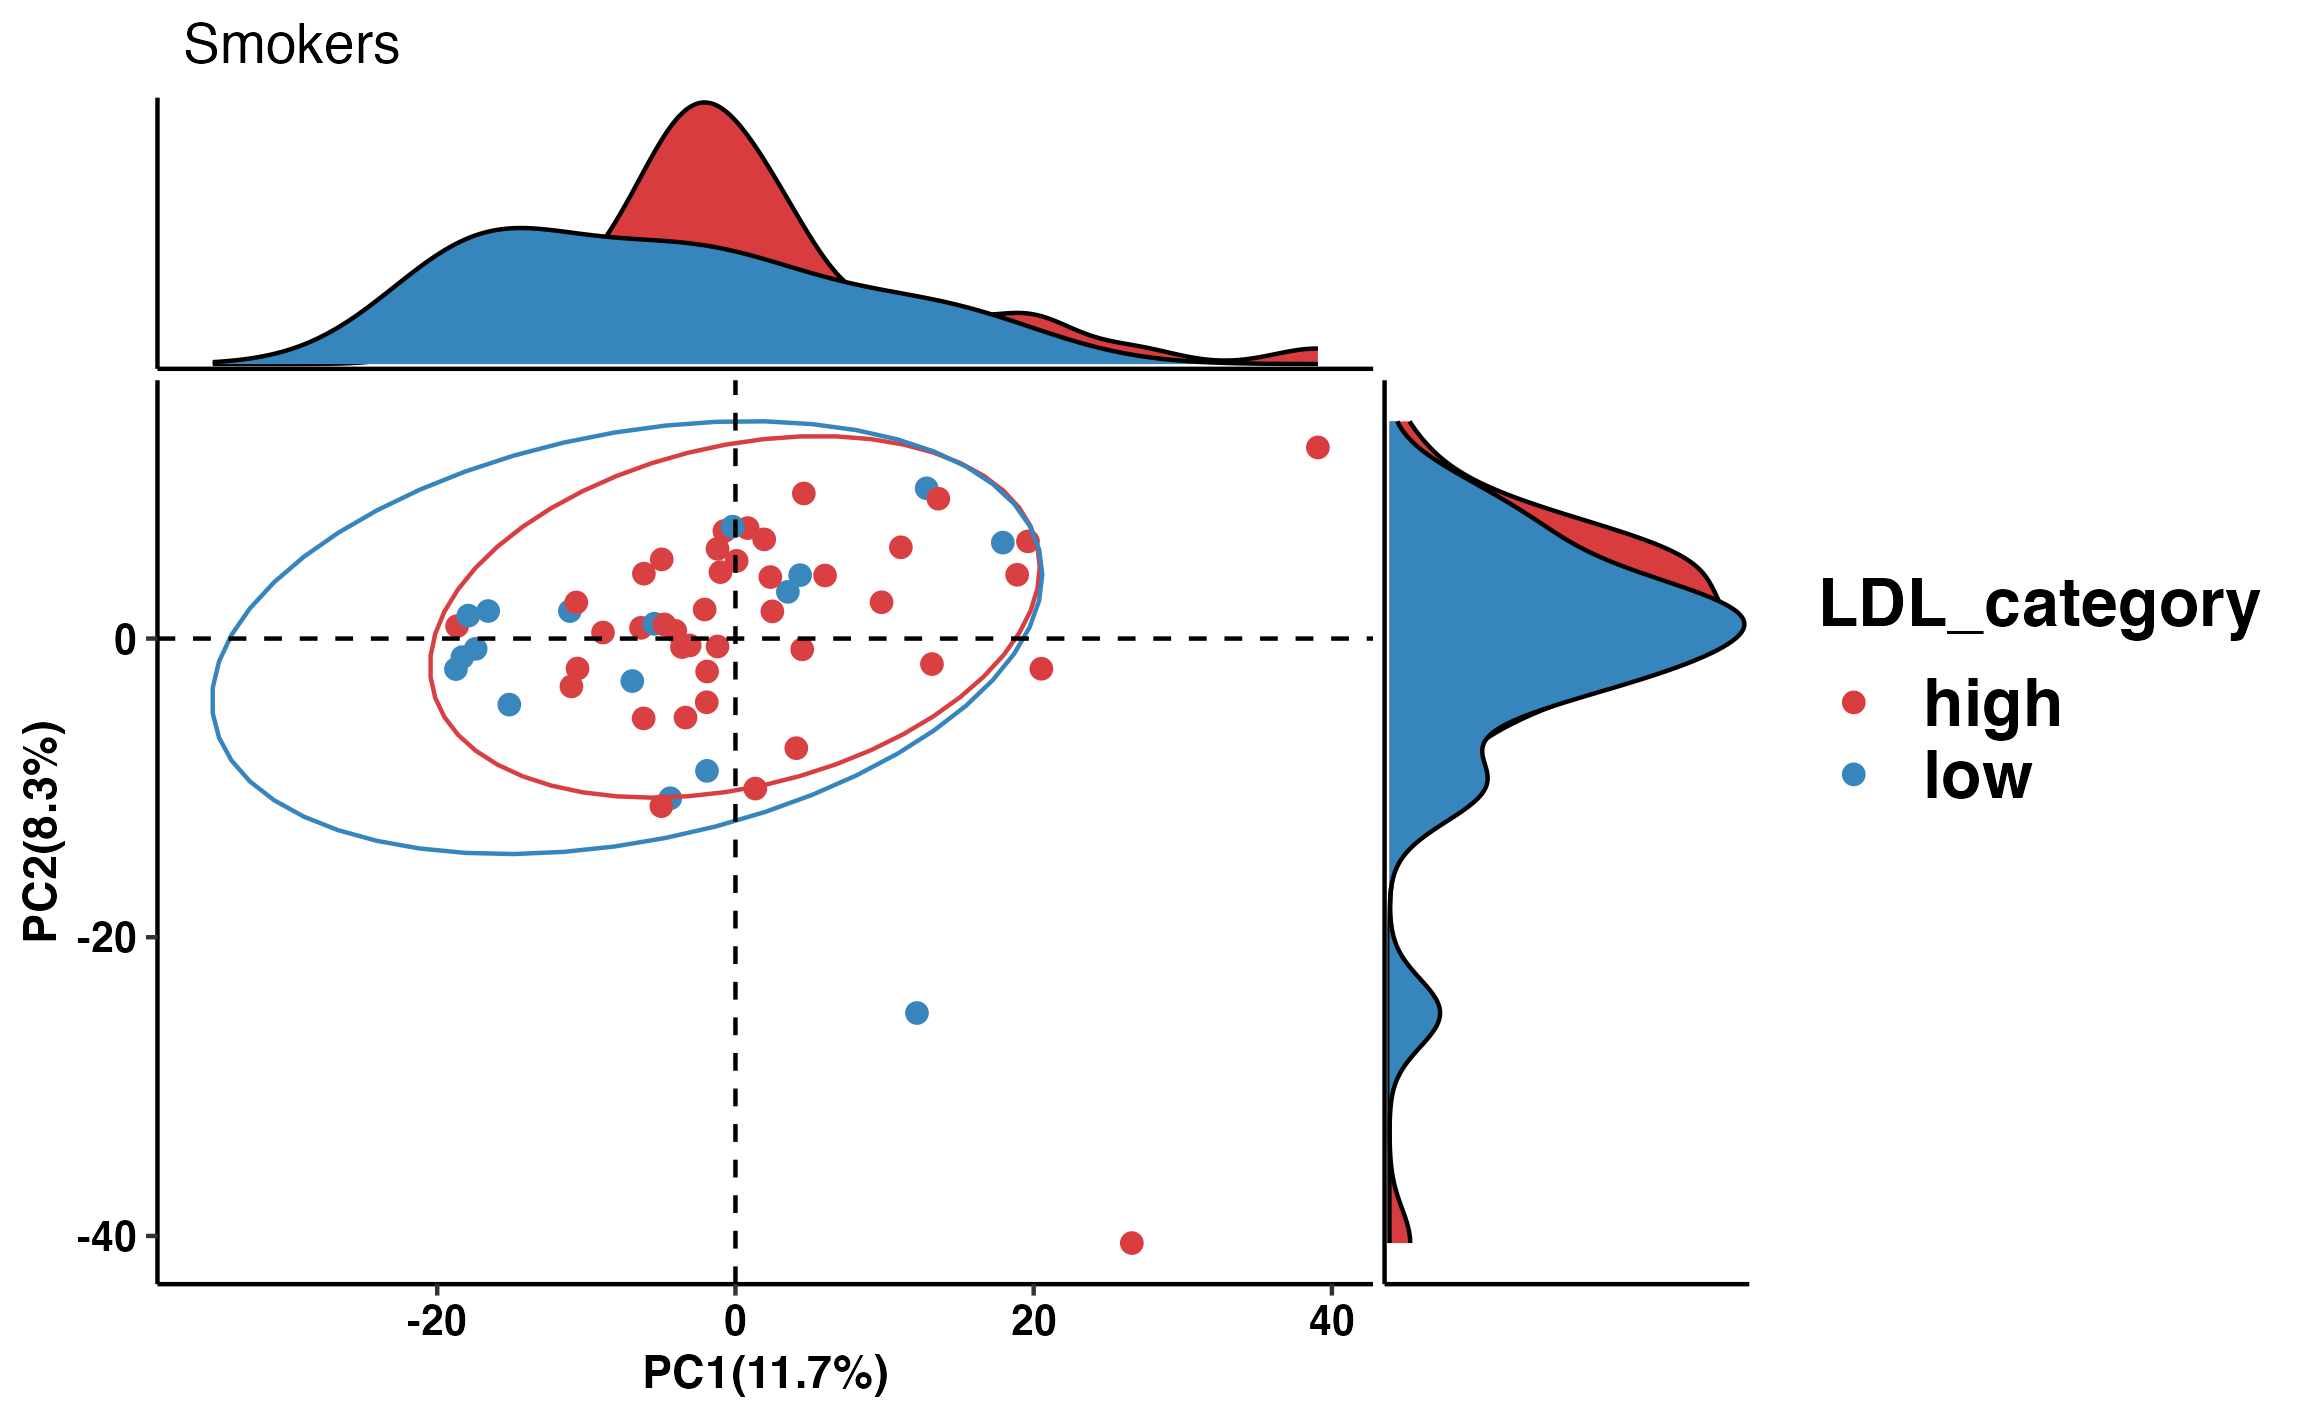 Smokers
0
-20
-40
PC2(8.3%)
-20
0
20
40
PC1(11.7%)
LDL_category
high
low